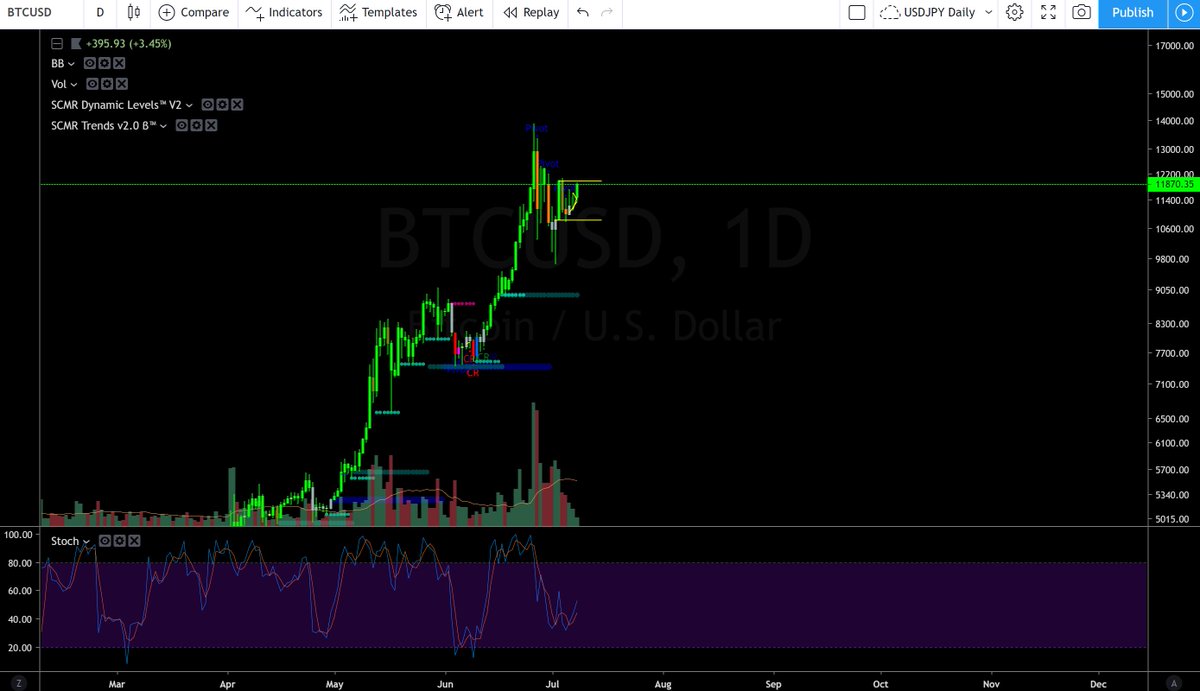 BTCUSD D Compare Indicators Templates Alert Replay USDJPY Daily Publish
+395.93 (+3.45%)
BB
Vol
SCMR Dynamic Levels™ V2
SCMR Trends v2.0 B™
BTCUSD, 1D
Bitcoin / U.S. Dollar
Pivot
CR
17000.00
15000.00
14000.00
13000.00
12200.00
11870.35
11400.00
10600.00
9800.00
9050.00
8300.00
7700.00
7100.00
6500.00
6100.00
5700.00
5340.00
5015.00
Stoch
100.00
80.00
60.00
40.00
20.00
Z Mar Apr May Jun Jul Aug Sep Oct Nov Dec A